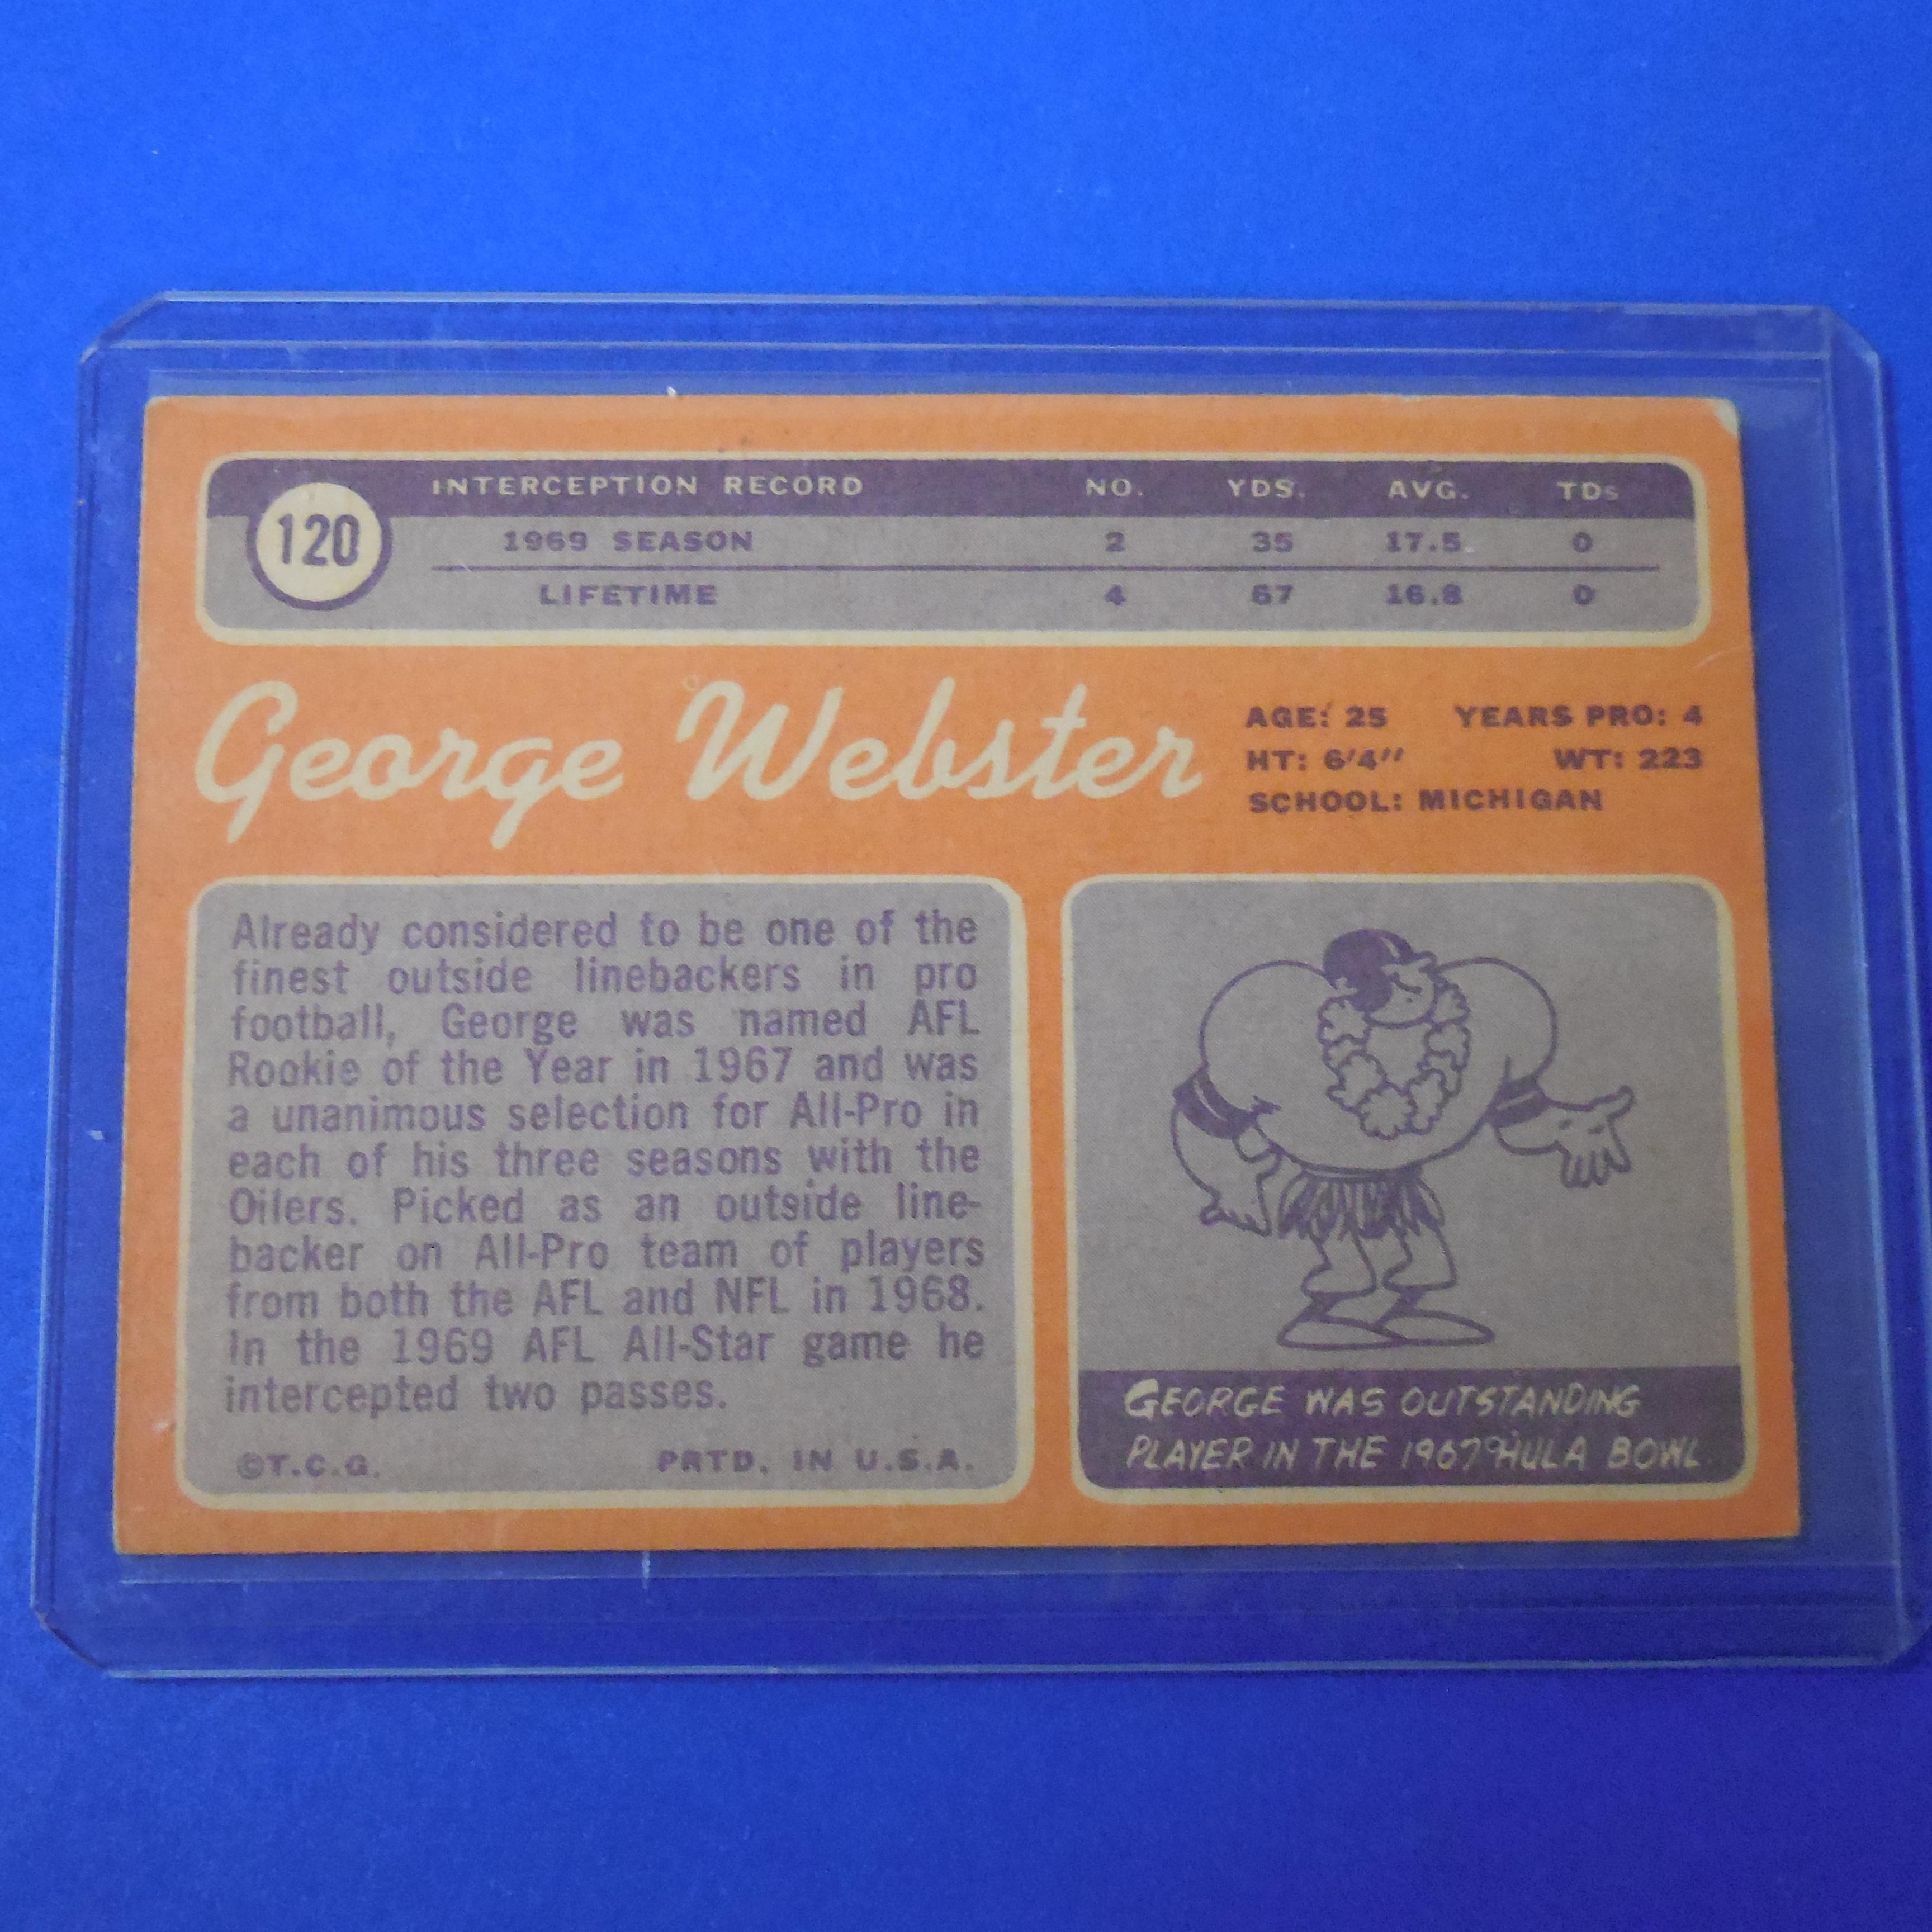 INTERCEPTION RECORD NO. YDS. AVG. TDs
120
1969 SEASON 2 35 17.5 0
LIFETIME 4 67 16.8 0
George Webster
AGE: 25 YEARS PRO: 4
HT: 6'4" WT: 223
SCHOOL: MICHIGAN
Already considered to be one of the
finest outside linebackers in pro
football, George was named AFL
Rookie of the Year in 1967 and was
a unanimous selection for All-Pro in
each of his three seasons with the
Oilers. Picked as an outside line-
backer on All-Pro team of players
from both the AFL and NFL in 1968.
In the 1969 AFL All-Star game he
intercepted two passes.
©T.C.G. PRTD. IN U.S.A.
GEORGE WAS OUTSTANDING
PLAYER IN THE 1967 HULA BOWL.